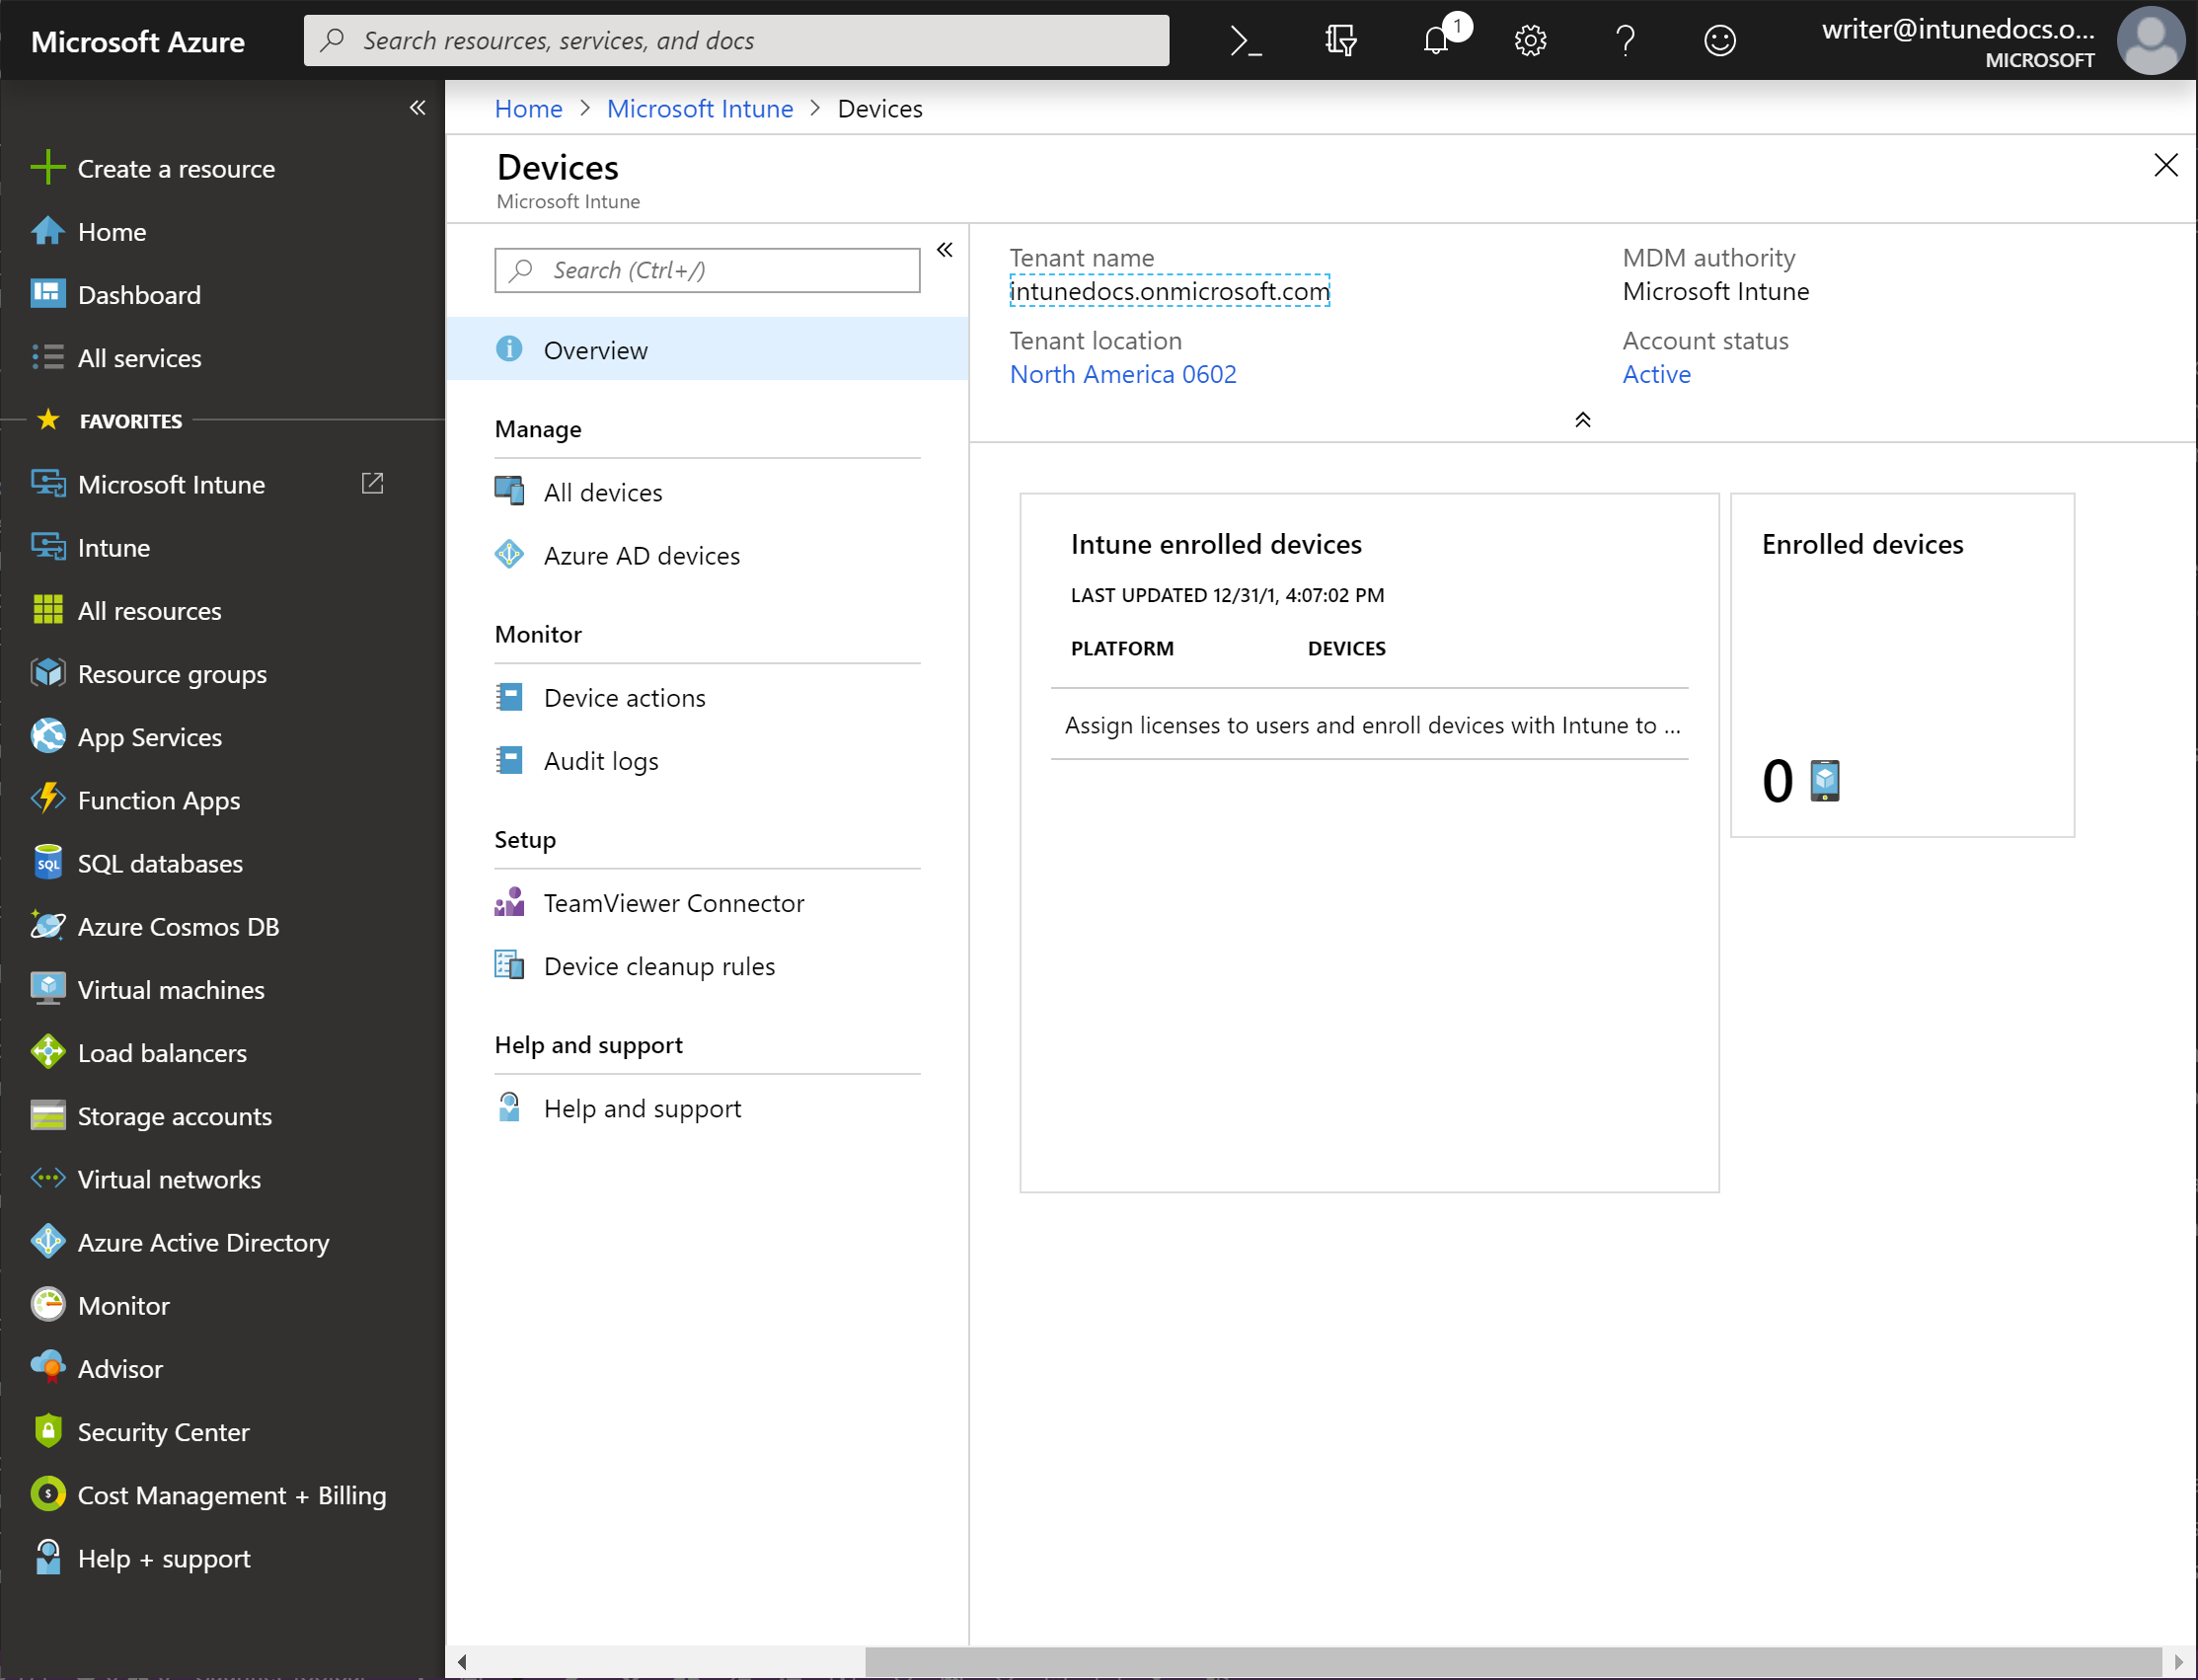 Microsoft Azure
Search resources, services, and docs
1
writer@intunedocs.o...
MICROSOFT
Create a resource
Home
Dashboard
All services
FAVORITES
Microsoft Intune
Intune
All resources
Resource groups
App Services
Function Apps
SQL databases
Azure Cosmos DB
Virtual machines
Load balancers
Storage accounts
Virtual networks
Azure Active Directory
Monitor
Advisor
Security Center
Cost Management + Billing
Help + support
Home > Microsoft Intune > Devices
Devices
Microsoft Intune
Search (Ctrl+/)
Overview
Manage
All devices
Azure AD devices
Monitor
Device actions
Audit logs
Setup
TeamViewer Connector
Device cleanup rules
Help and support
Help and support
Tenant name
intunedocs.onmicrosoft.com
Tenant location
North America 0602
MDM authority
Microsoft Intune
Account status
Active
Intune enrolled devices
LAST UPDATED 12/31/1, 4:07:02 PM
PLATFORM DEVICES
Assign licenses to users and enroll devices with Intune to ...
Enrolled devices
0